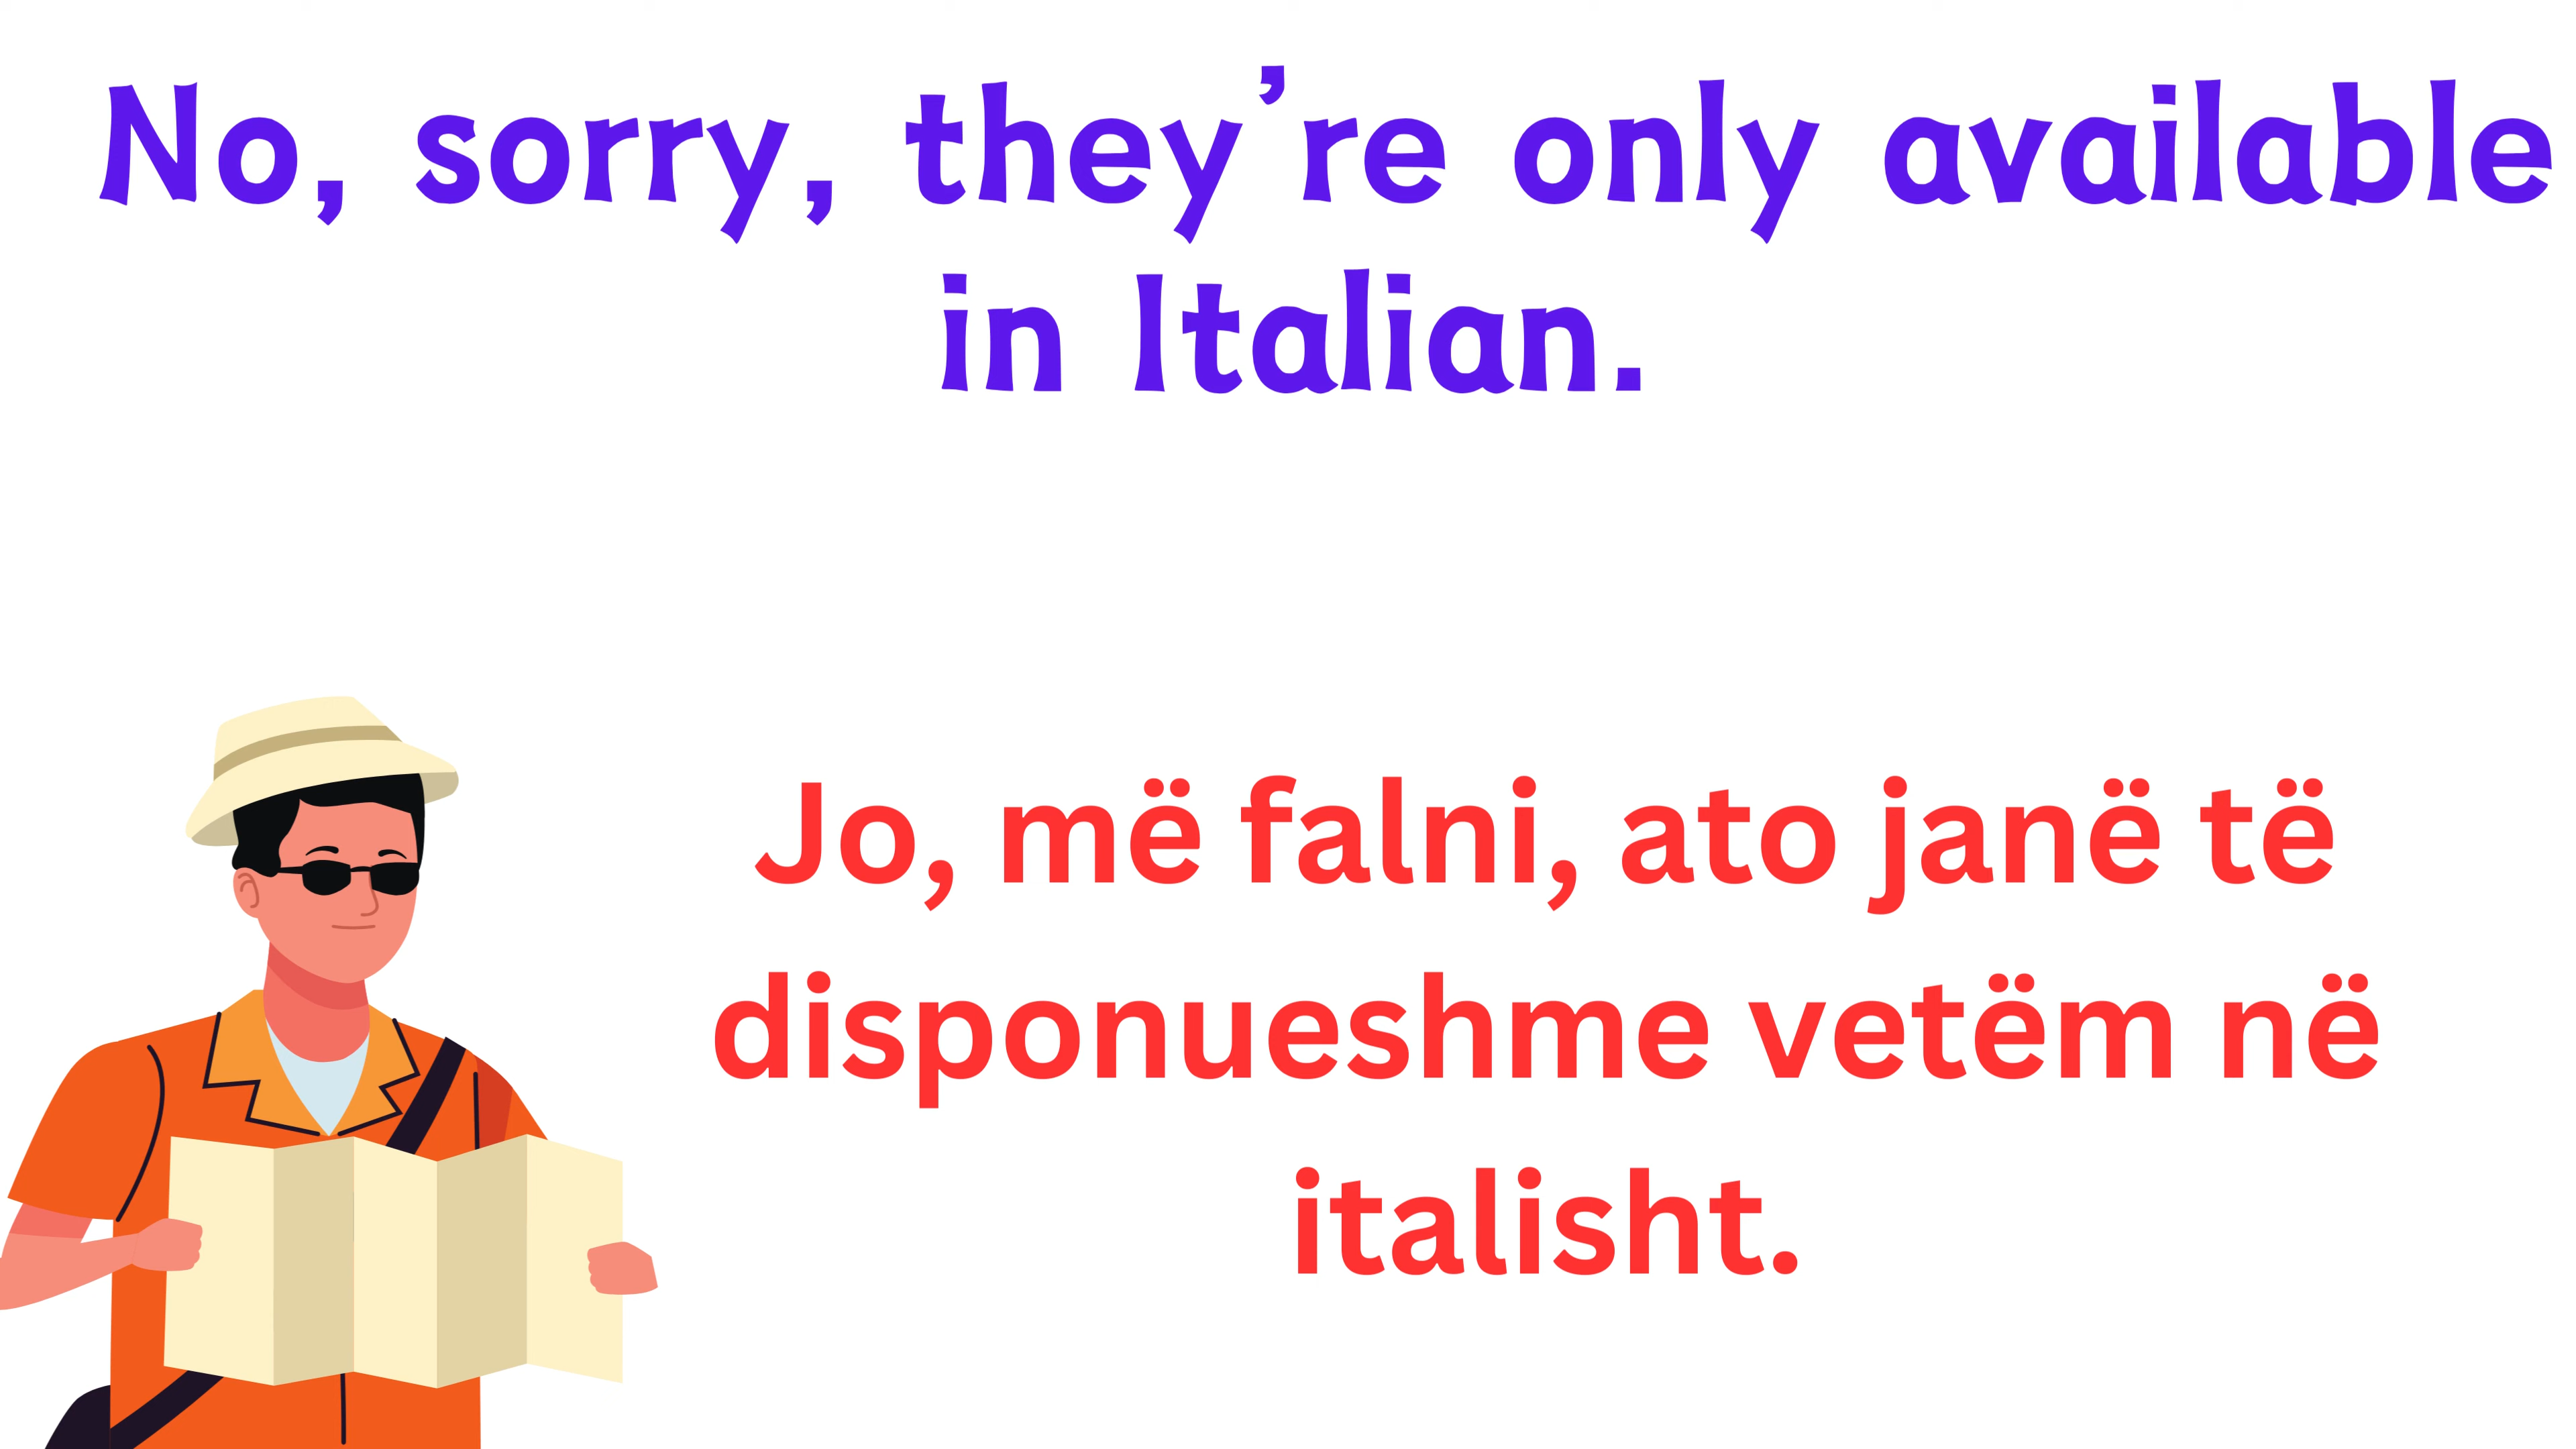 No, sorry, they’re only available
in Italian.
Jo, më falni, ato janë të
disponueshme vetëm në
italisht.